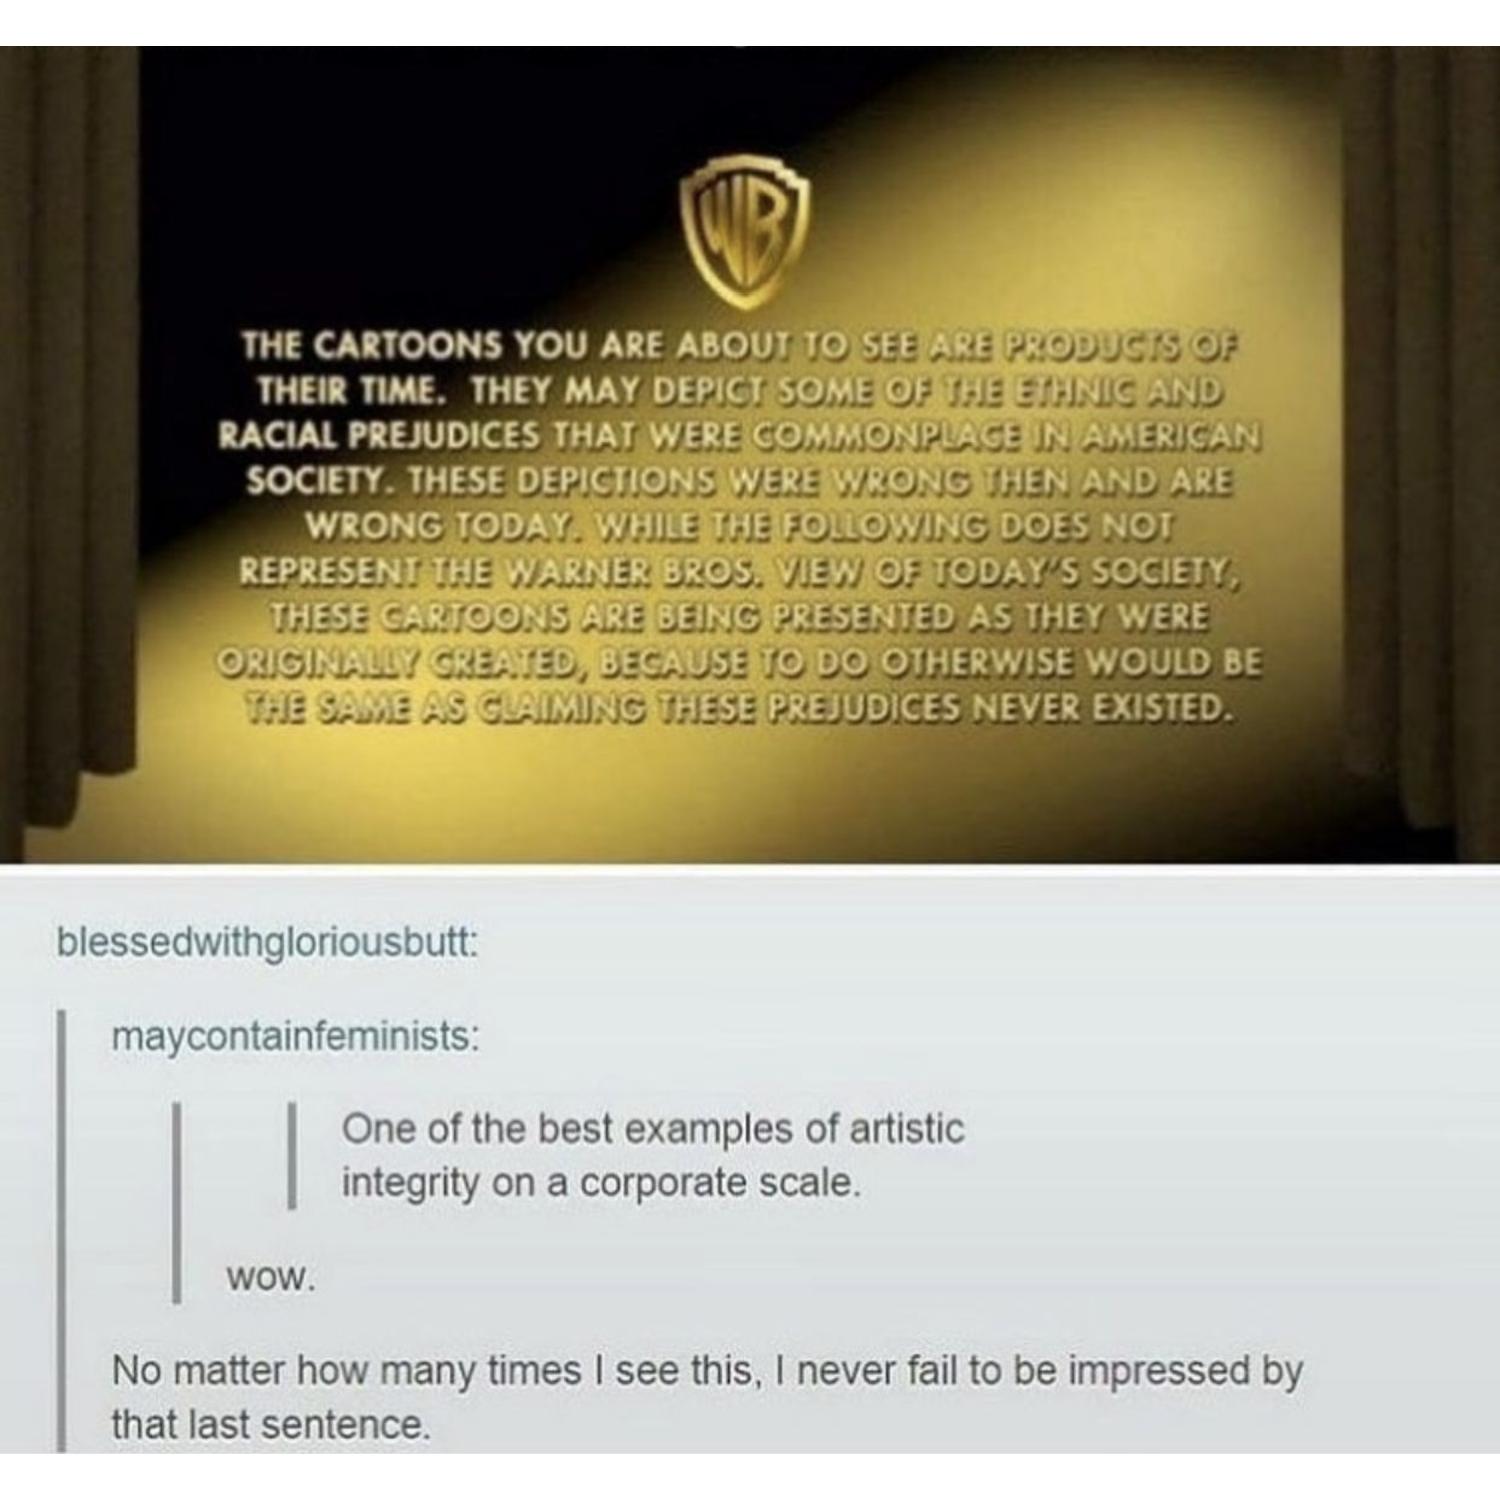 WB
THE CARTOONS YOU ARE ABOUT TO SEE ARE PRODUCTS OF
THEIR TIME. THEY MAY DEPICT SOME OF THE ETHNIC AND
RACIAL PREJUDICES THAT WERE COMMONPLACE IN AMERICAN
SOCIETY. THESE DEPICTIONS WERE WRONG THEN AND ARE
WRONG TODAY. WHILE THE FOLLOWING DOES NOT
REPRESENT THE WARNER BROS. VIEW OF TODAY'S SOCIETY,
THESE CARTOONS ARE BEING PRESENTED AS THEY WERE
ORIGINALLY CREATED, BECAUSE TO DO OTHERWISE WOULD BE
THE SAME AS CLAIMING THESE PREJUDICES NEVER EXISTED.
blessedwithgloriousbutt:
maycontainfeminists:
One of the best examples of artistic
integrity on a corporate scale.
wow.
No matter how many times I see this, I never fail to be impressed by
that last sentence.